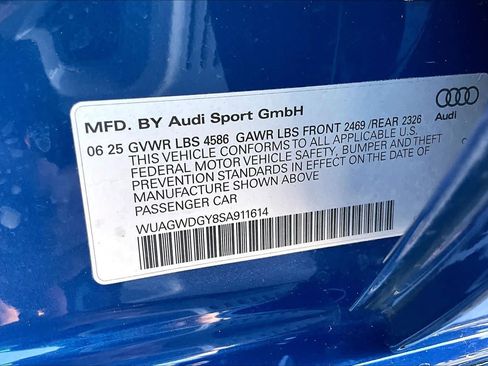 MFD. BY Audi Sport GmbH
Audi
06 25 GVWR LBS 4586 GAWR LBS FRONT 2469 /REAR 2326
THIS VEHICLE CONFORMS TO ALL APPLICABLE U.S.
FEDERAL MOTOR VEHICLE SAFETY, BUMPER AND THEFT
PREVENTION STANDARDS IN EFFECT ON THE DATE OF
MANUFACTURE SHOWN ABOVE
PASSENGER CAR
WUAGWDGY8SA911614